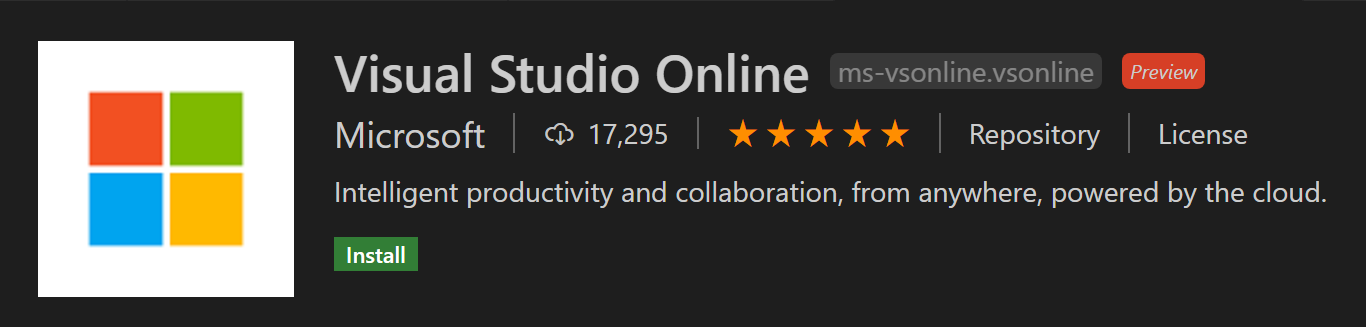 Visual Studio Online ms-vsonline.vsonline Preview
Microsoft 17,295 Repository License
Intelligent productivity and collaboration, from anywhere, powered by the cloud.
Install